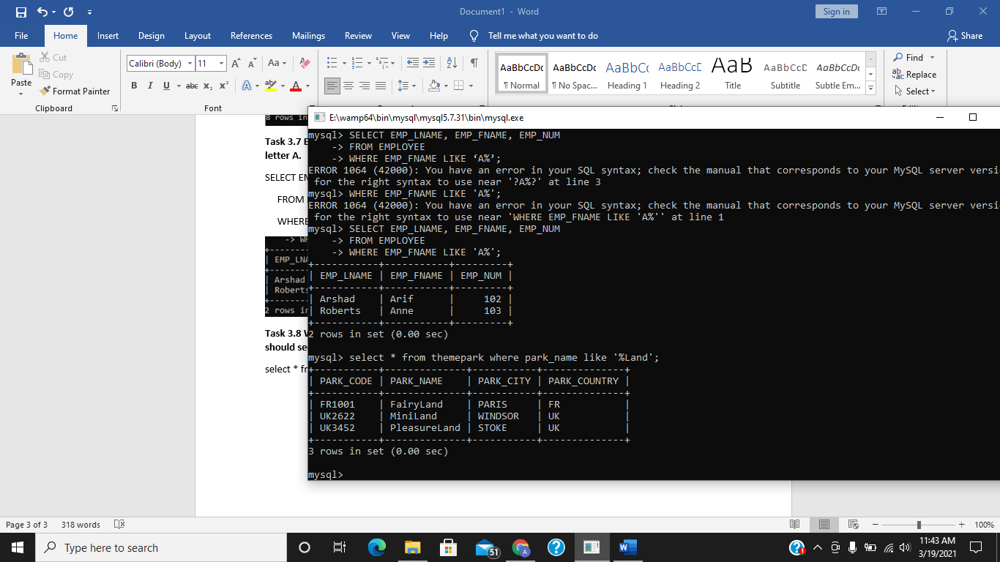 Document1 - Word
Sign in
File Home Insert Design Layout References Mailings Review View Help Tell me what you want to do Share
Cut
Copy
Paste
Format Painter
Clipboard
Calibri (Body) 11
Font
AaBbCcDc AaBbCcDc AaBbCc AaBbCcC AaB AaBbCcC AaBbCcDc
¶ Normal ¶ No Spac... Heading 1 Heading 2 Title Subtitle Subtle Em...
Find
Replace
Select
8 rows in
Task 3.7
letter A.
SELECT
FROM
WHERE
Arshad
2 rows in
Task 3.8
select * fr
E:\wamp64\bin\mysql\mysql5.7.31\bin\mysql.exe
mysql> SELECT EMP_LNAME, EMP_FNAME, EMP_NUM
-> FROM EMPLOYEE
-> WHERE EMP_FNAME LIKE ‘A%’;
ERROR 1064 (42000): You have an error in your SQL syntax; check the manual that corresponds to your MySQL server versi
for the right syntax to use near '?A%?' at line 3
mysql> WHERE EMP_FNAME LIKE 'A%';
ERROR 1064 (42000): You have an error in your SQL syntax; check the manual that corresponds to your MySQL server versi
for the right syntax to use near 'WHERE EMP_FNAME LIKE 'A%'' at line 1
mysql> SELECT EMP_LNAME, EMP_FNAME, EMP_NUM
-> FROM EMPLOYEE
-> WHERE EMP_FNAME LIKE 'A%';
+-----------+-----------+---------+
| EMP_LNAME | EMP_FNAME | EMP_NUM |
+-----------+-----------+---------+
| Arshad | Arif | 102 |
| Roberts | Anne | 103 |
+-----------+-----------+---------+
2 rows in set (0.00 sec)
mysql> select * from themepark where park_name like '%Land';
+-----------+--------------+-----------+--------------+
| PARK_CODE | PARK_NAME | PARK_CITY | PARK_COUNTRY |
+-----------+--------------+-----------+--------------+
| FR1001 | FairyLand | PARIS | FR |
| UK2622 | MiniLand | WINDSOR | UK |
| UK3452 | PleasureLand | STOKE | UK |
+-----------+--------------+-----------+--------------+
3 rows in set (0.00 sec)
mysql>
Page 3 of 3 318 words
100%
Type here to search
51
11:43 AM
3/19/2021